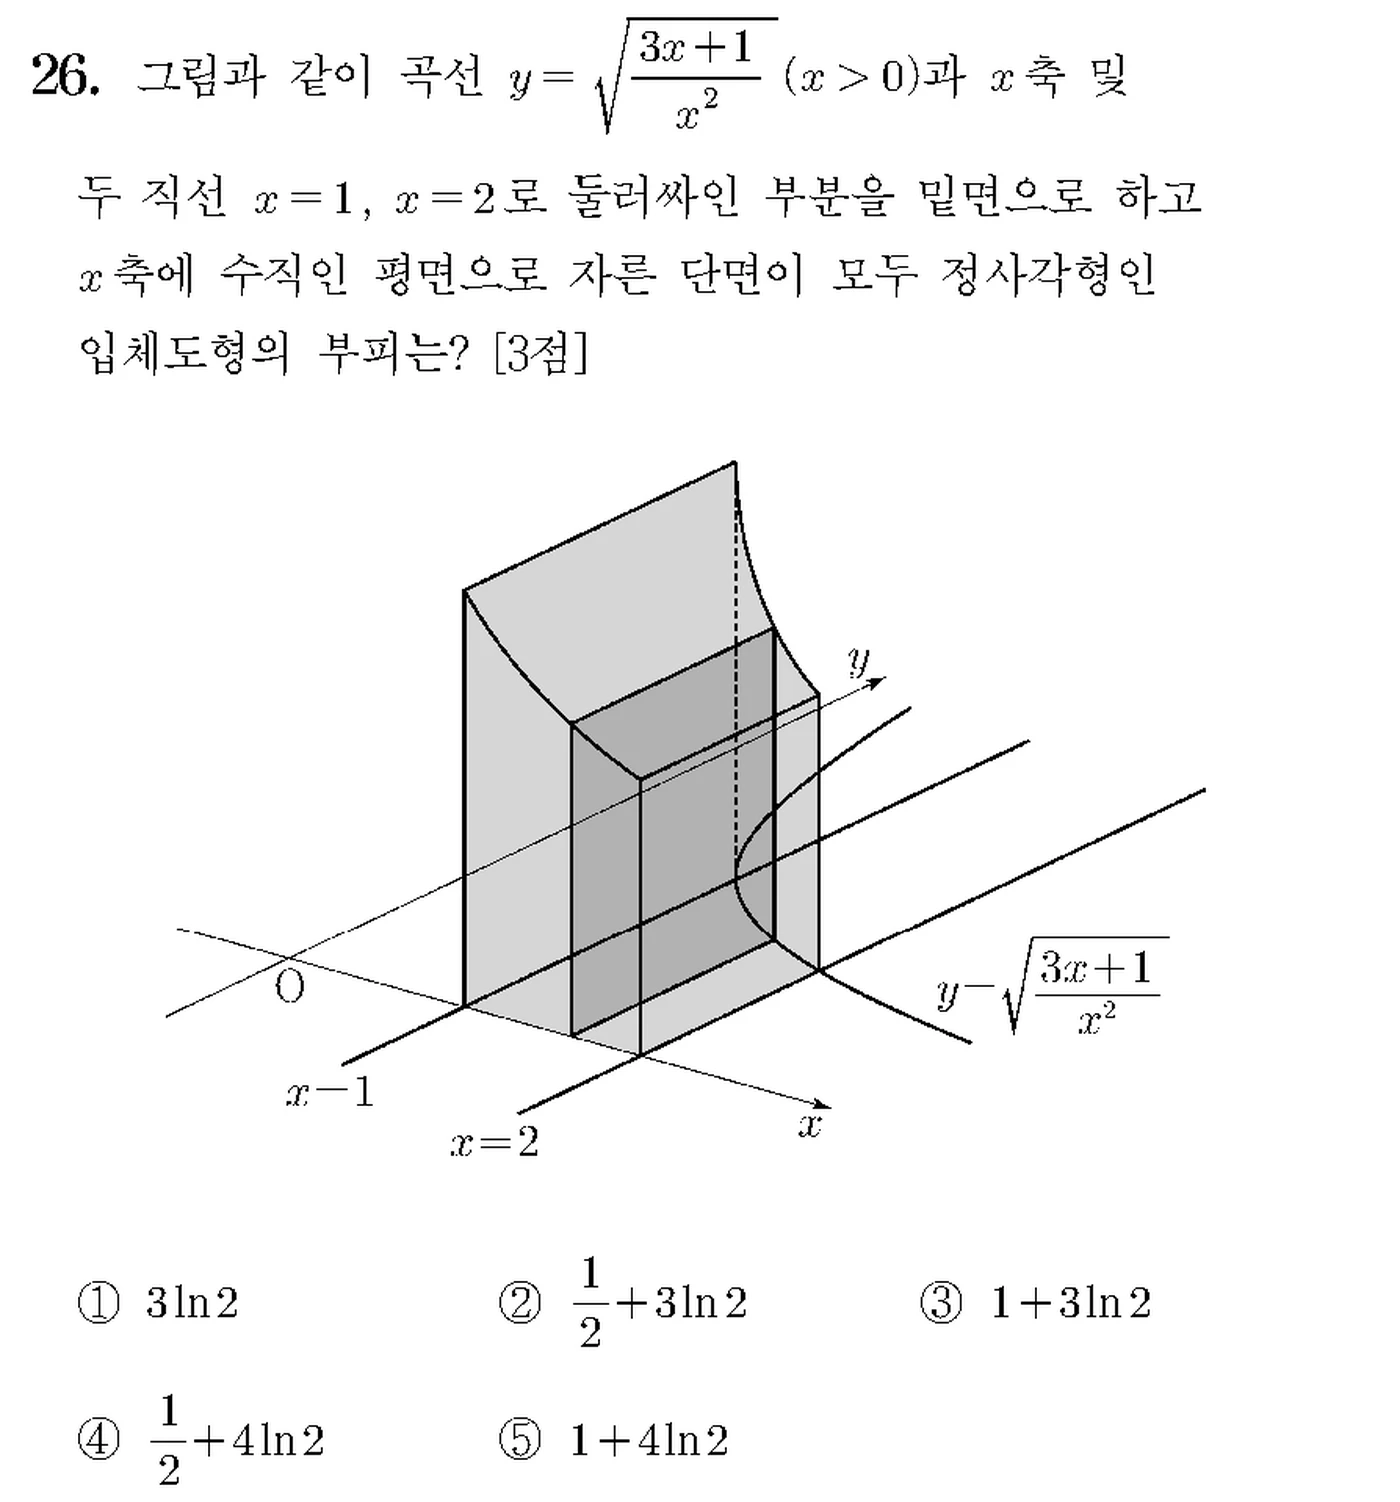 26. 그림과 같이 곡선 y = √((3x+1)/x²) (x > 0)과 x축 및
두 직선 x = 1, x = 2로 둘러싸인 부분을 밑면으로 하고
x축에 수직인 평면으로 자른 단면이 모두 정사각형인
입체도형의 부피는? [3점]
y
O
y=√((3x+1)/x²)
x=1
x
x=2
① 3ln2 ② 1/2+3ln2 ③ 1+3ln2
④ 1/2+4ln2 ⑤ 1+4ln2